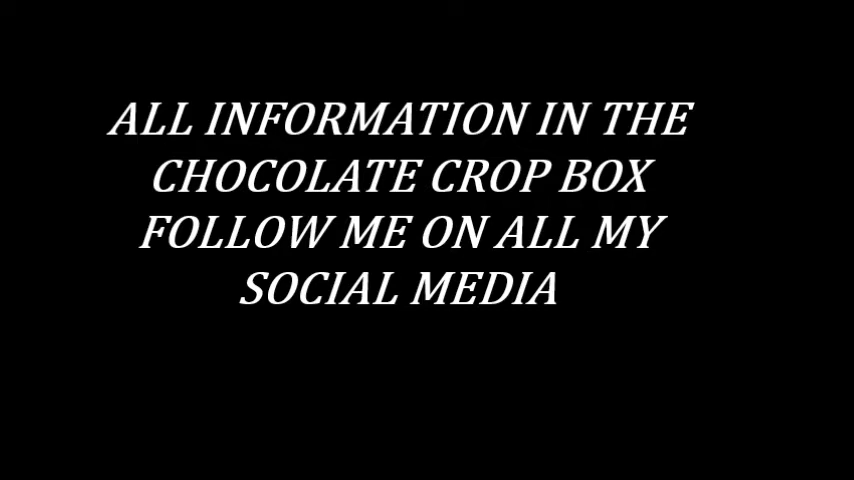 ALL INFORMATION IN THE
CHOCOLATE CROP BOX
FOLLOW ME ON ALL MY
SOCIAL MEDIA